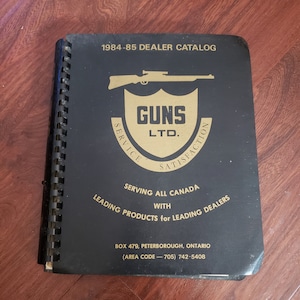 1984-85 DEALER CATALOG
GUNS
LTD.
SERVICE SATISFACTION
SERVING ALL CANADA
WITH
LEADING PRODUCTS for LEADING DEALERS
BOX 479, PETERBOROUGH, ONTARIO
(AREA CODE — 705) 742-5408